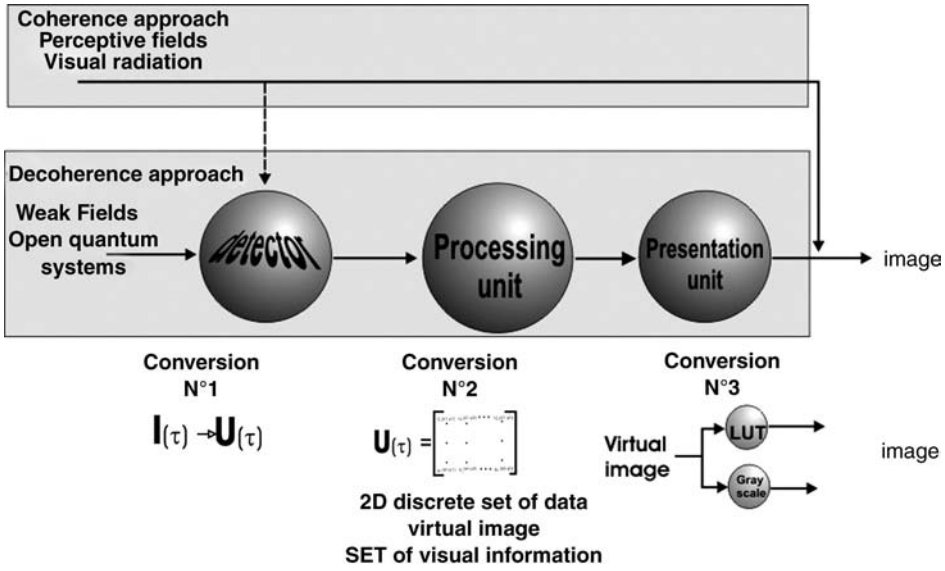 Coherence approach
Perceptive fields
Visual radiation
Decoherence approach
Weak Fields
Open quantum
systems
detector
Processing
unit
Presentation
unit
image
Conversion
N°1
I(τ) → U(τ)
Conversion
N°2
U(τ) =
2D discrete set of data
virtual image
SET of visual information
Conversion
N°3
Virtual
image
LUT
Gray
scale
image